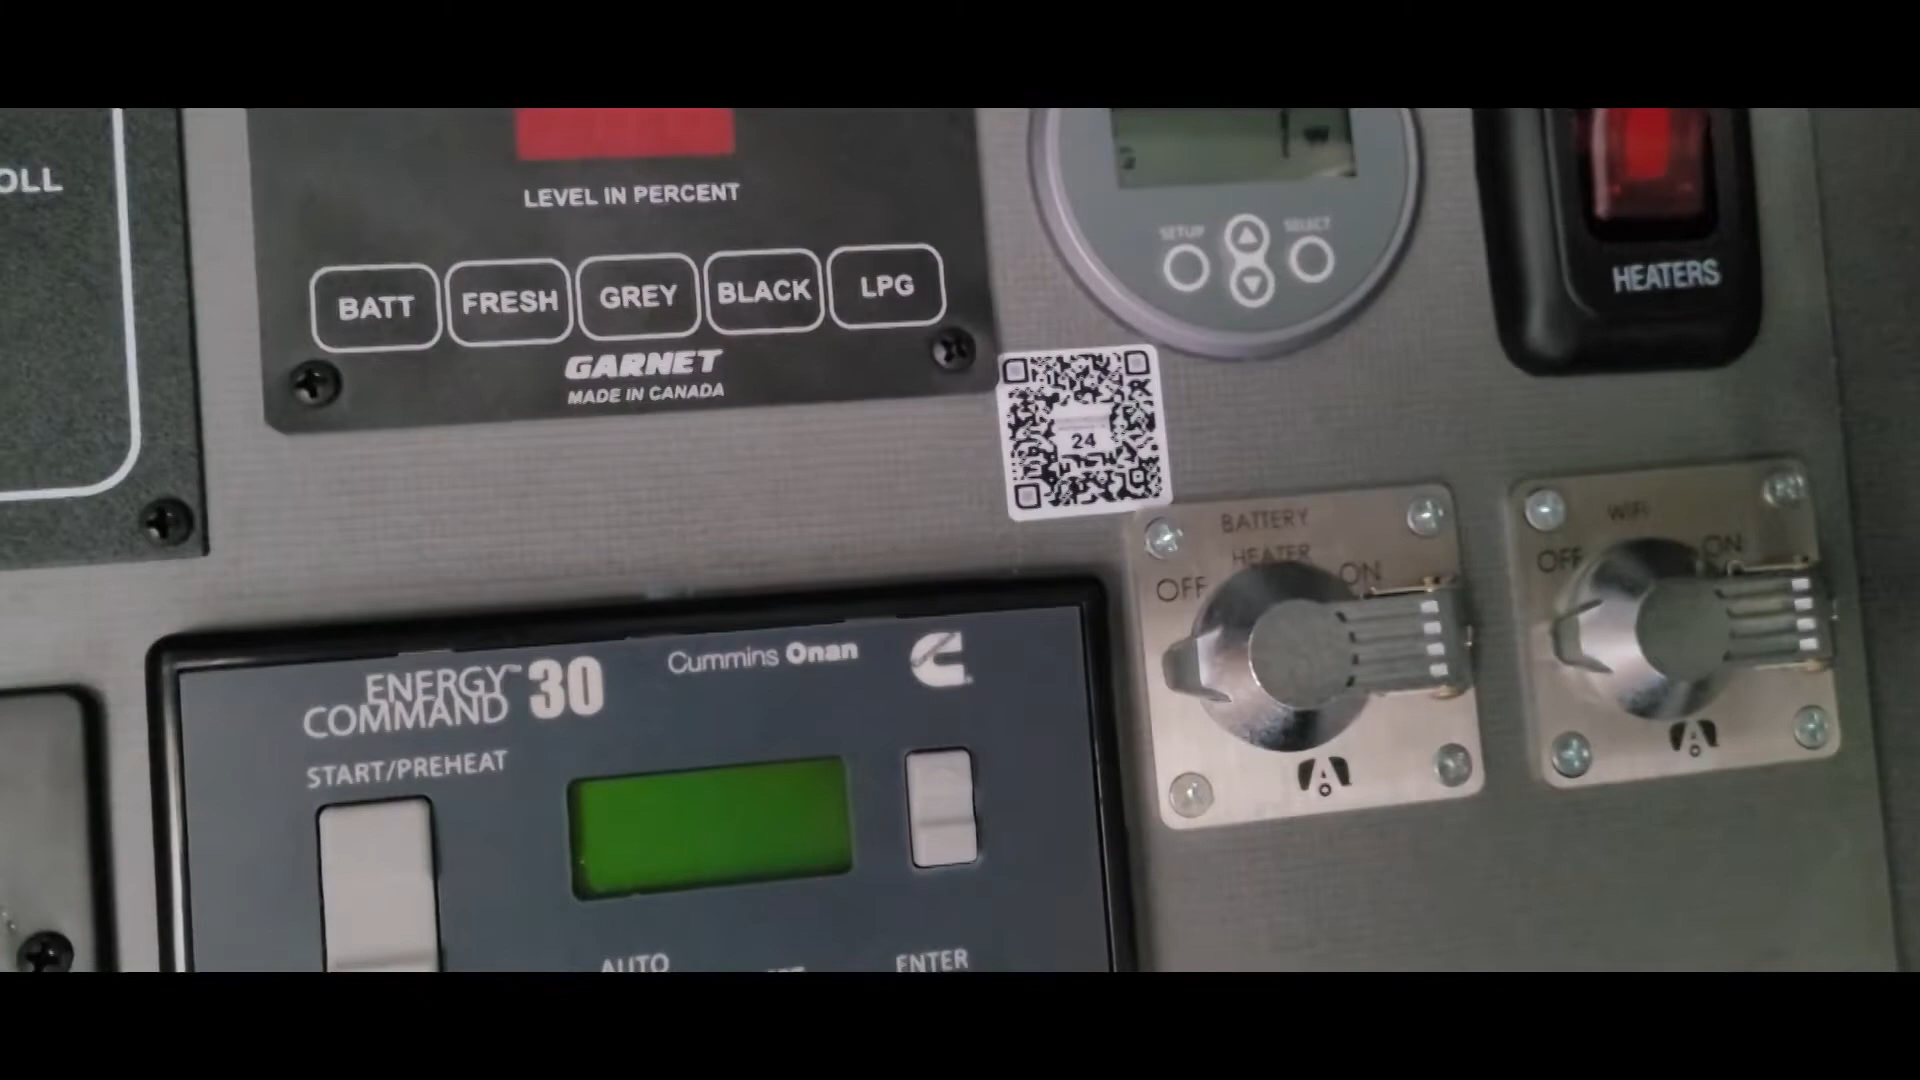 OLL
LEVEL IN PERCENT
BATT FRESH GREY BLACK LPG
GARNET
MADE IN CANADA
SETUP SELECT
HEATERS
24
BATTERY
HEATER
OFF ON
WIFI
OFF ON
ENERGY
COMMAND 30
Cummins Onan
START/PREHEAT
AUTO
ENTER